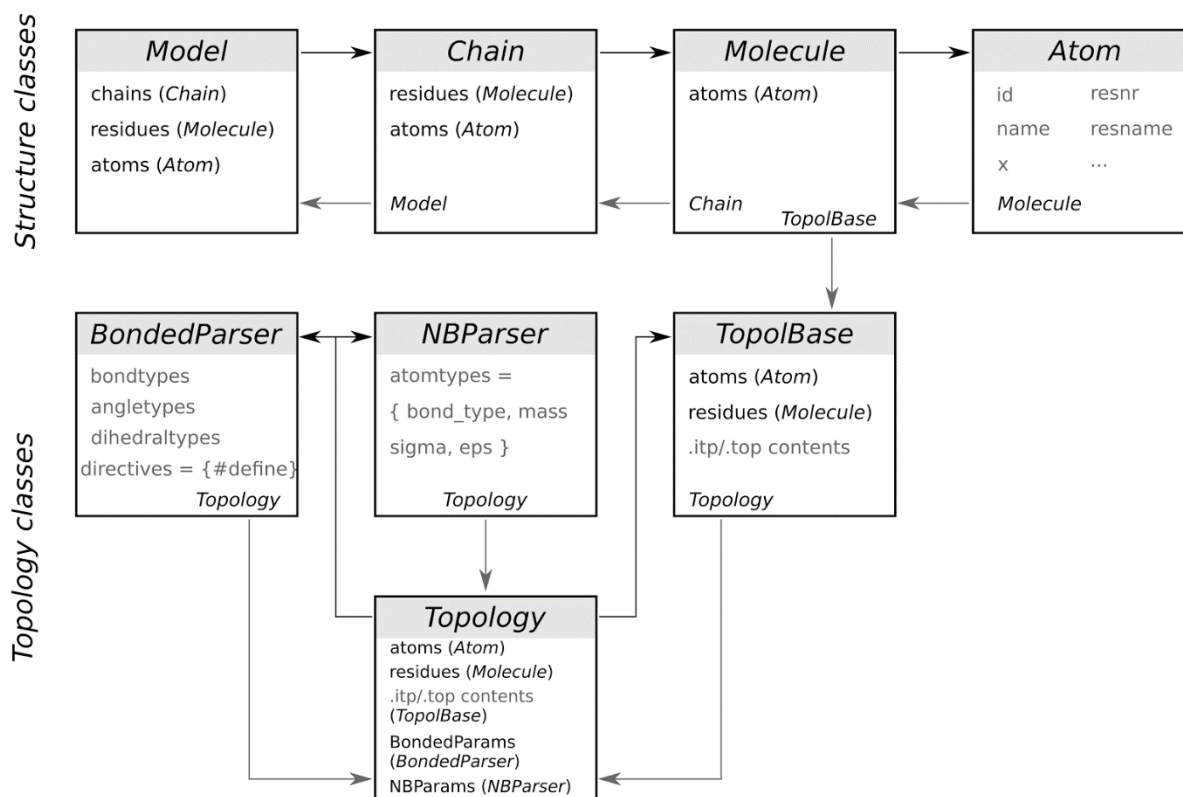 Structure classes
Model
chains (Chain)
residues (Molecule)
atoms (Atom)
Chain
residues (Molecule)
atoms (Atom)
Model
Molecule
atoms (Atom)
Chain
TopolBase
Atom
id resnr
name resname
x ...
Molecule
Topology classes
BondedParser
bondtypes
angletypes
dihedraltypes
directives = {#define}
Topology
NBParser
atomtypes =
{ bond_type, mass
sigma, eps }
Topology
TopolBase
atoms (Atom)
residues (Molecule)
.itp/.top contents
Topology
Topology
atoms (Atom)
residues (Molecule)
.itp/.top contents
(TopolBase)
BondedParams
(BondedParser)
NBParams (NBParser)